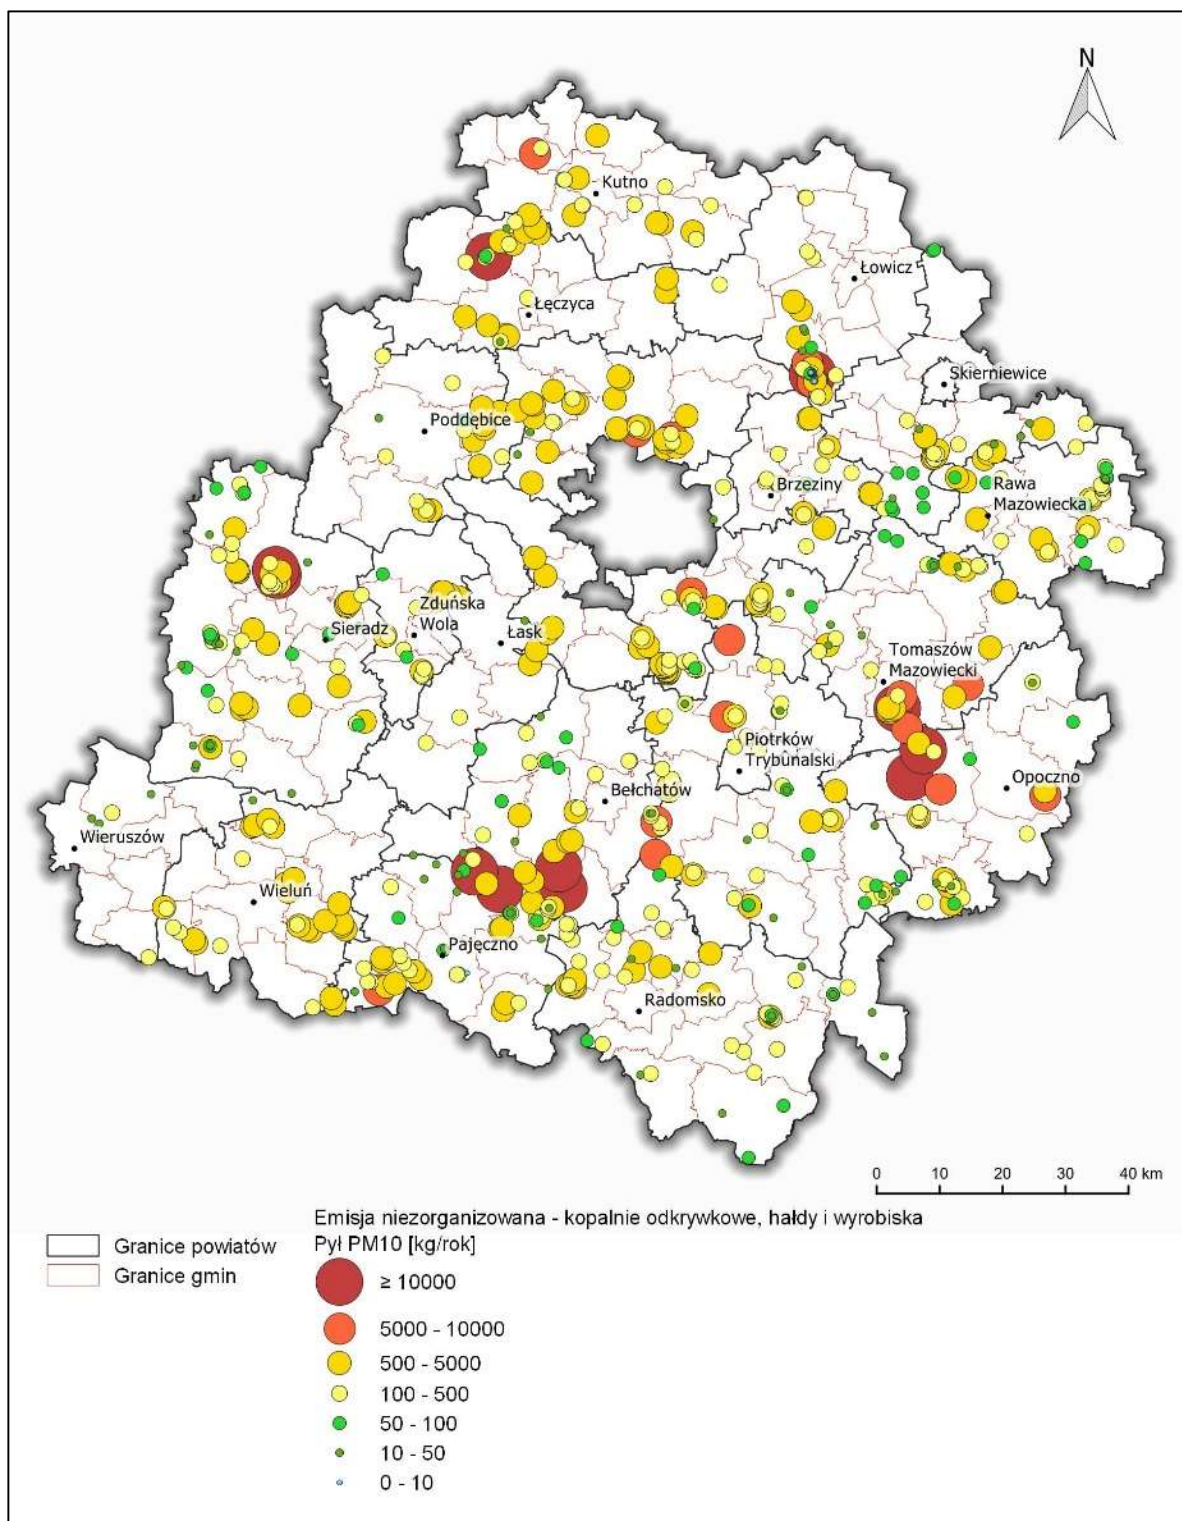 N
Kutno
Łowicz
Łęczyca
Skierniewice
Poddębice
Brzeziny
Rawa
Mazowiecka
Zduńska
Wola
Sieradz
Łask
Tomaszów
Mazowiecki
Piotrków
Trybunalski
Opoczno
Bełchatów
Wieruszów
Wieluń
Pajęczno
Radomsko
0 10 20 30 40 km
Emisja niezorganizowana - kopalnie odkrywkowe, hałdy i wyrobiska
Pył PM10 [kg/rok]
Granice powiatów
Granice gmin
≥ 10000
5000 - 10000
500 - 5000
100 - 500
50 - 100
10 - 50
0 - 10